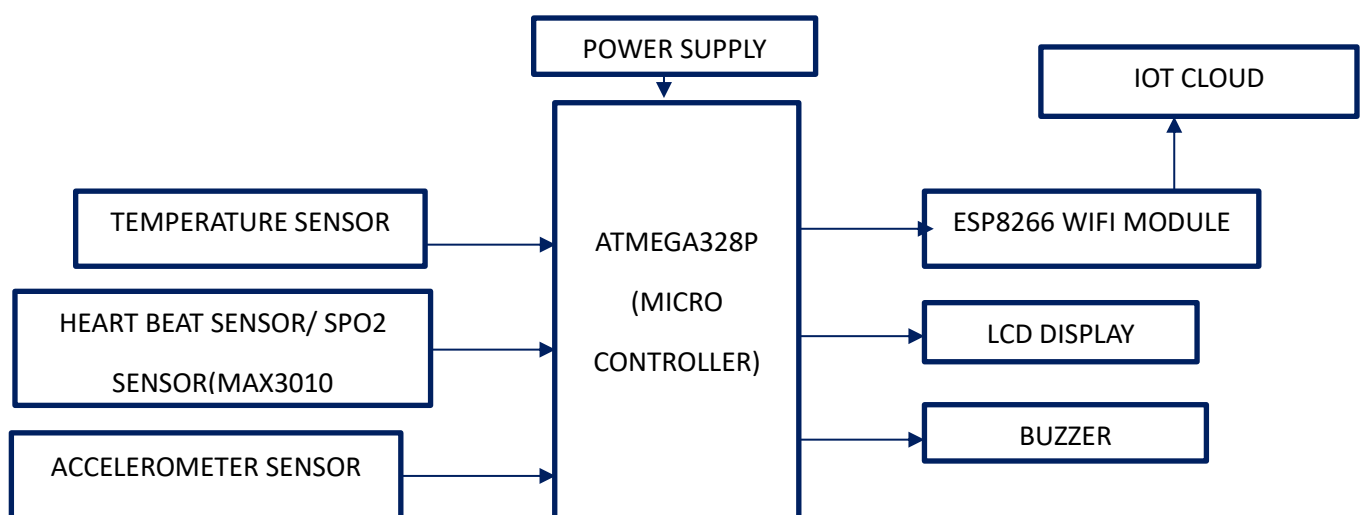 POWER SUPPLY
IOT CLOUD
TEMPERATURE SENSOR
ATMEGA328P
(MICRO
CONTROLLER)
ESP8266 WIFI MODULE
HEART BEAT SENSOR/ SPO2
SENSOR(MAX3010
LCD DISPLAY
ACCELEROMETER SENSOR
BUZZER